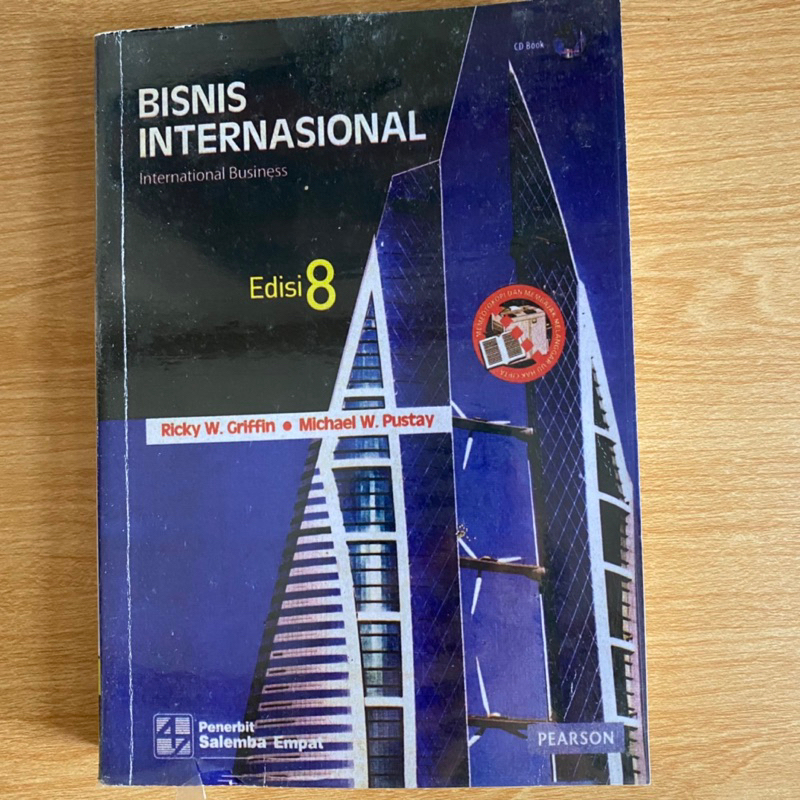 CD Book
BISNIS
INTERNASIONAL
International Business
Edisi 8
Ricky W. Griffin • Michael W. Pustay
Penerbit
Salemba Empat
PEARSON